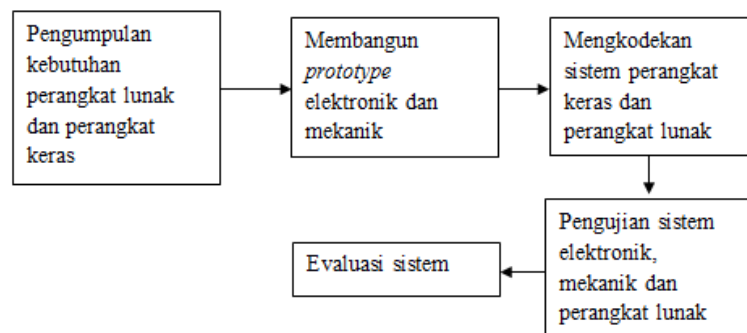 Pengumpulan
kebutuhan
perangkat lunak
dan perangkat
keras
Membangun
prototype
elektronik dan
mekanik
Mengkodekan
sistem perangkat
keras dan
perangkat lunak
Pengujian sistem
elektronik,
mekanik dan
perangkat lunak
Evaluasi sistem